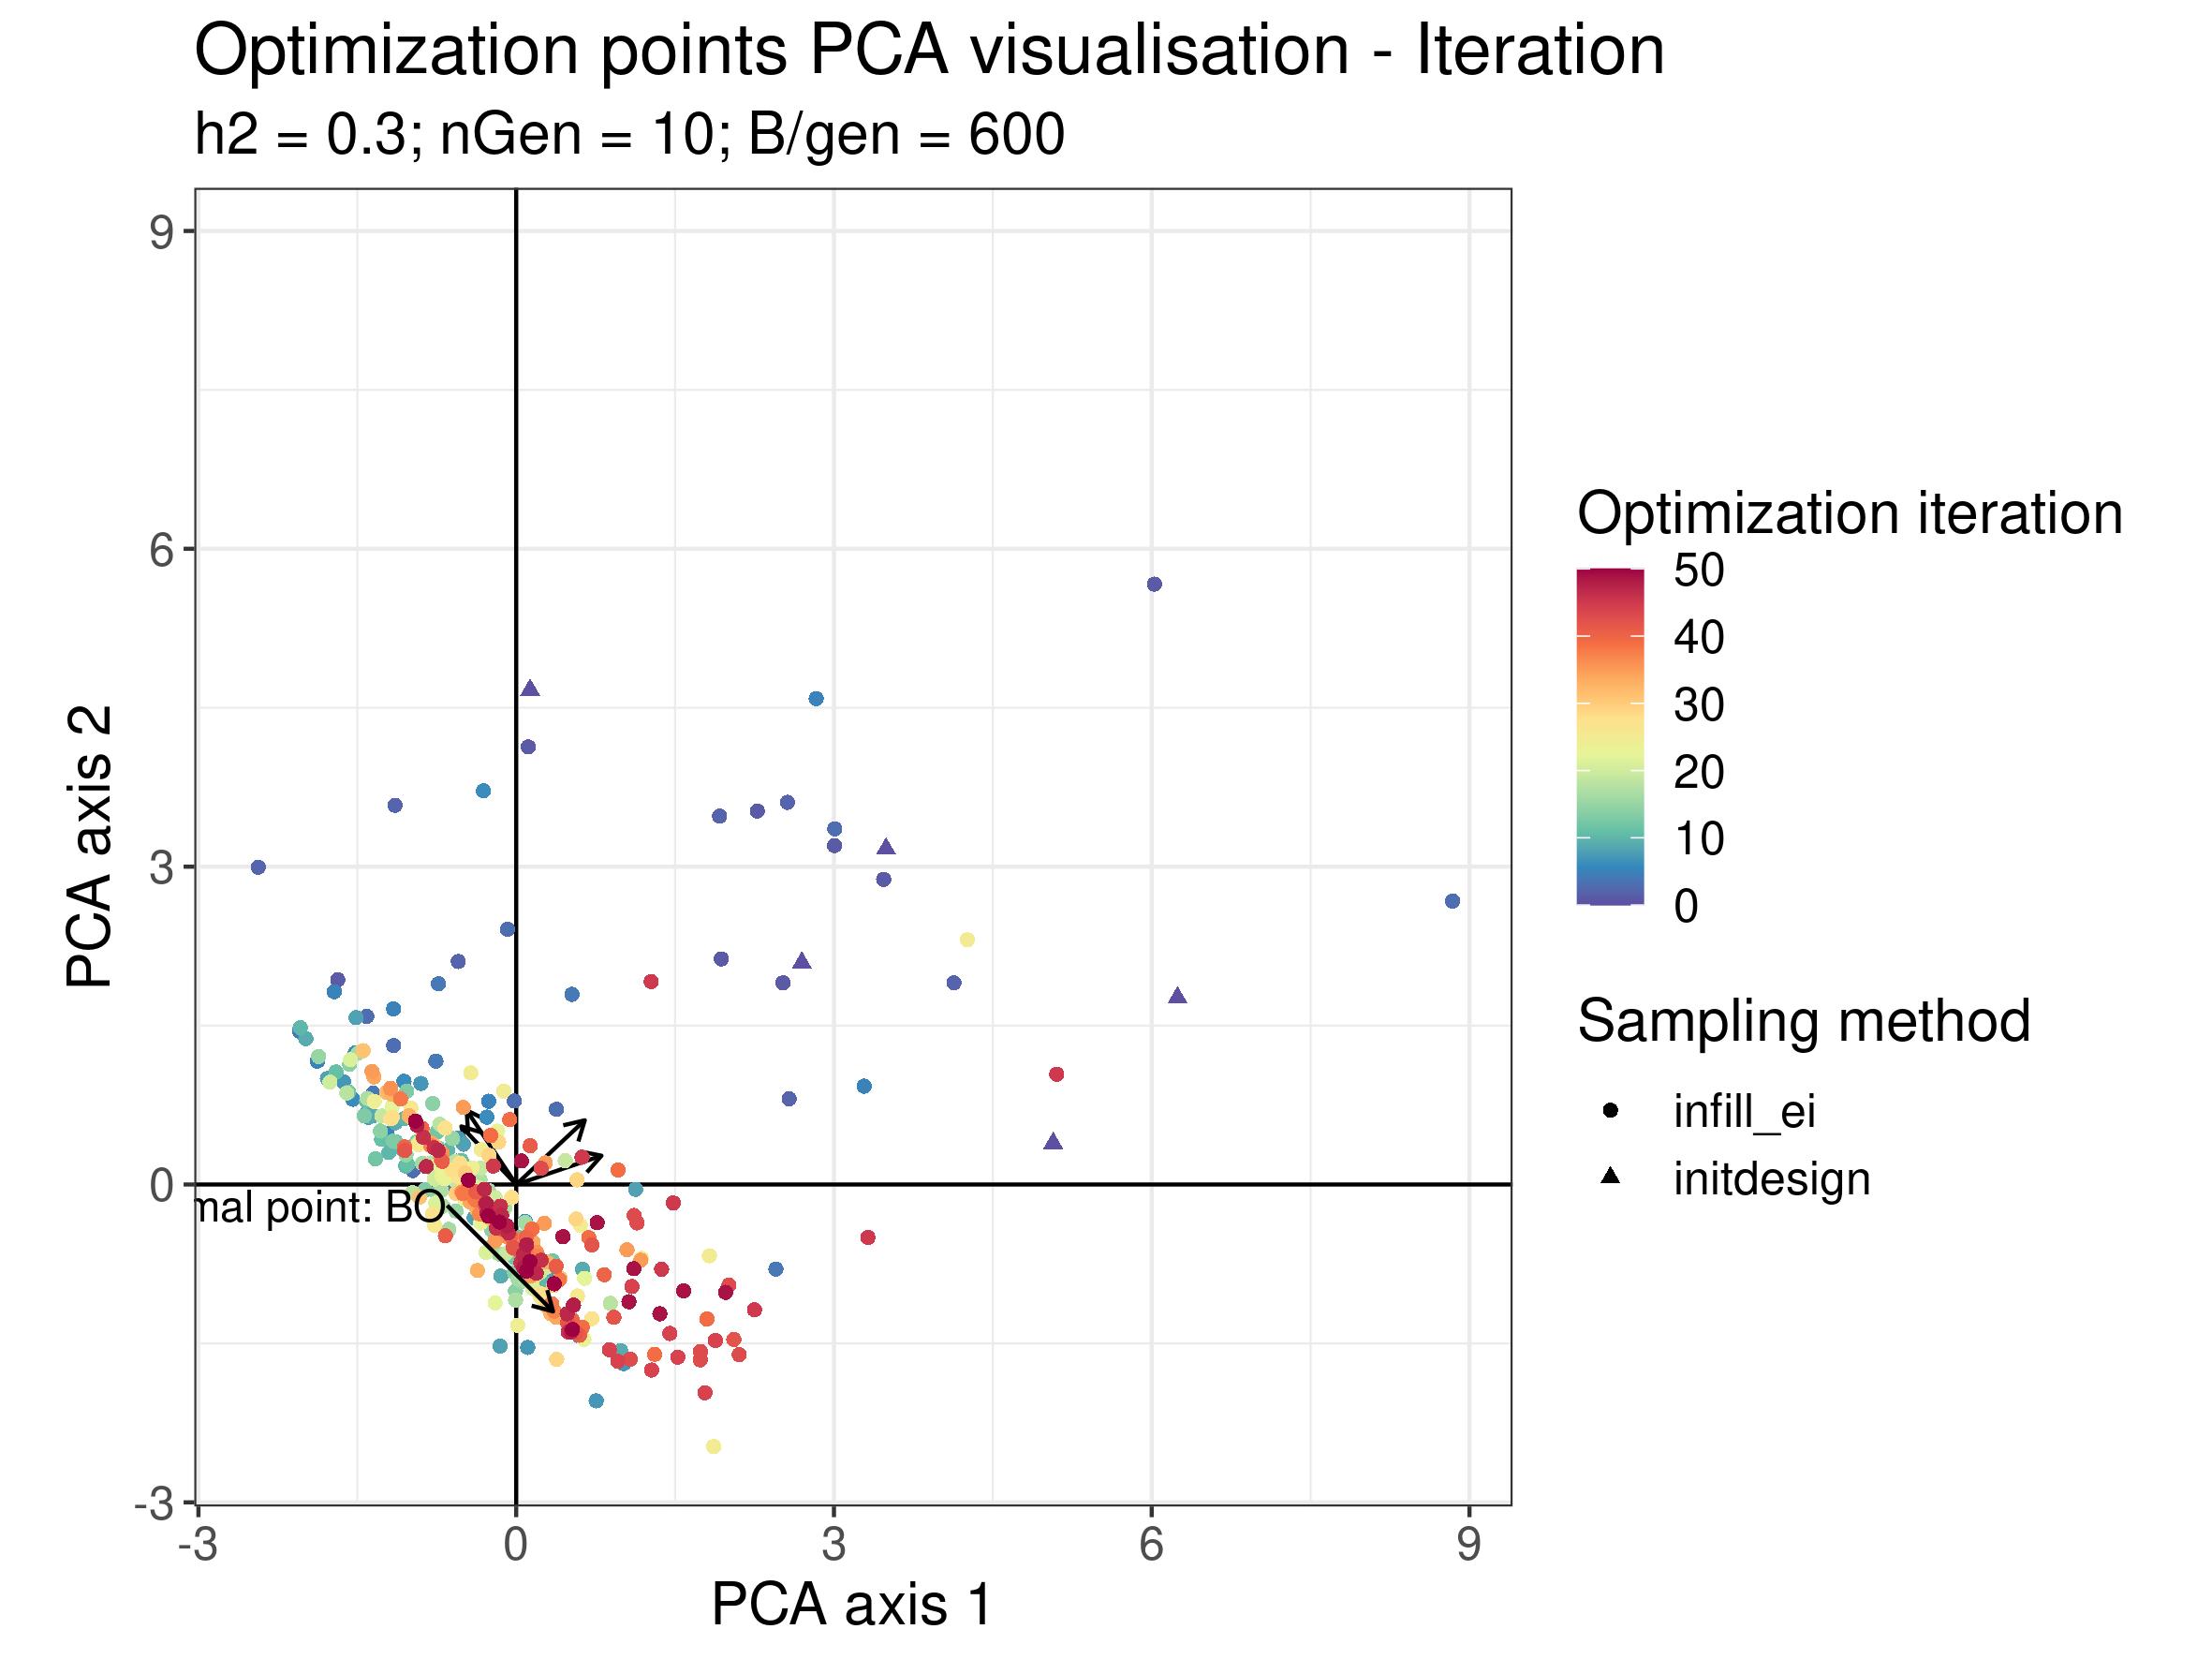 Optimization points PCA visualisation - Iteration
h2 = 0.3; nGen = 10; B/gen = 600
PCA axis 2
9
6
3
0
-3
mal point: BO
-3 0 3 6 9
PCA axis 1
Optimization iteration
50
40
30
20
10
0
Sampling method
infill_ei
initdesign